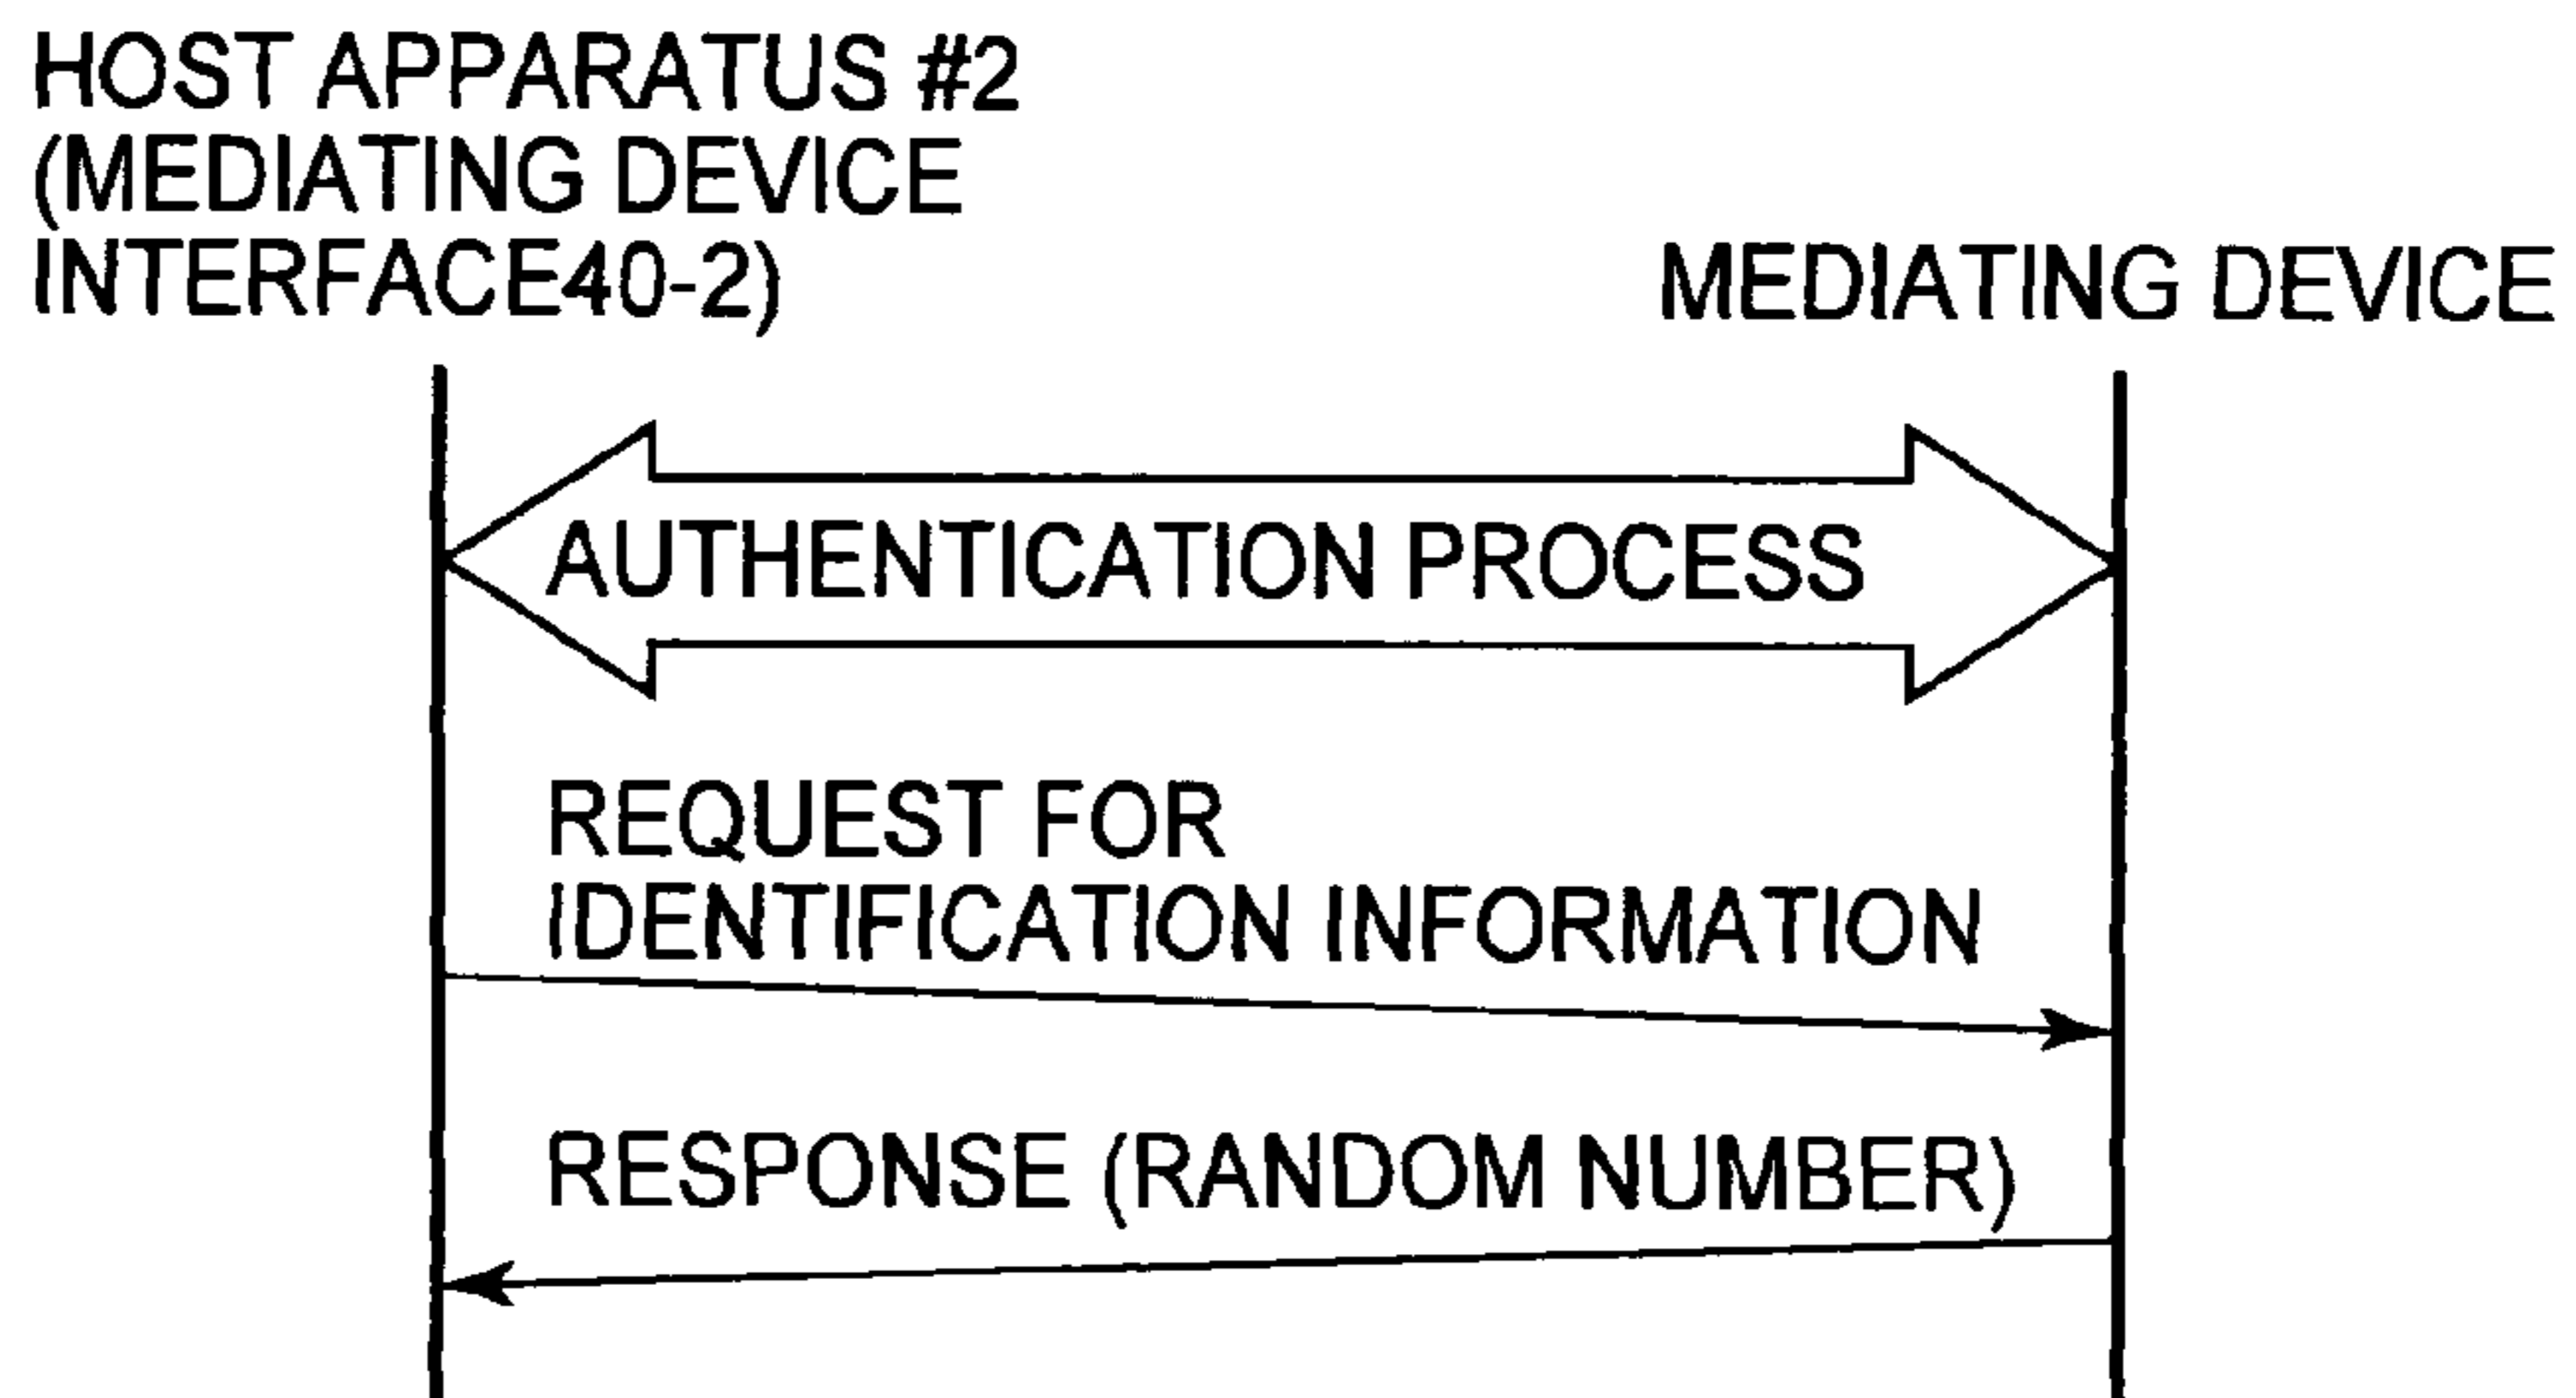 HOST APPARATUS #2
(MEDIATING DEVICE
INTERFACE40-2)
MEDIATING DEVICE
AUTHENTICATION PROCESS
REQUEST FOR
IDENTIFICATION INFORMATION
RESPONSE (RANDOM NUMBER)